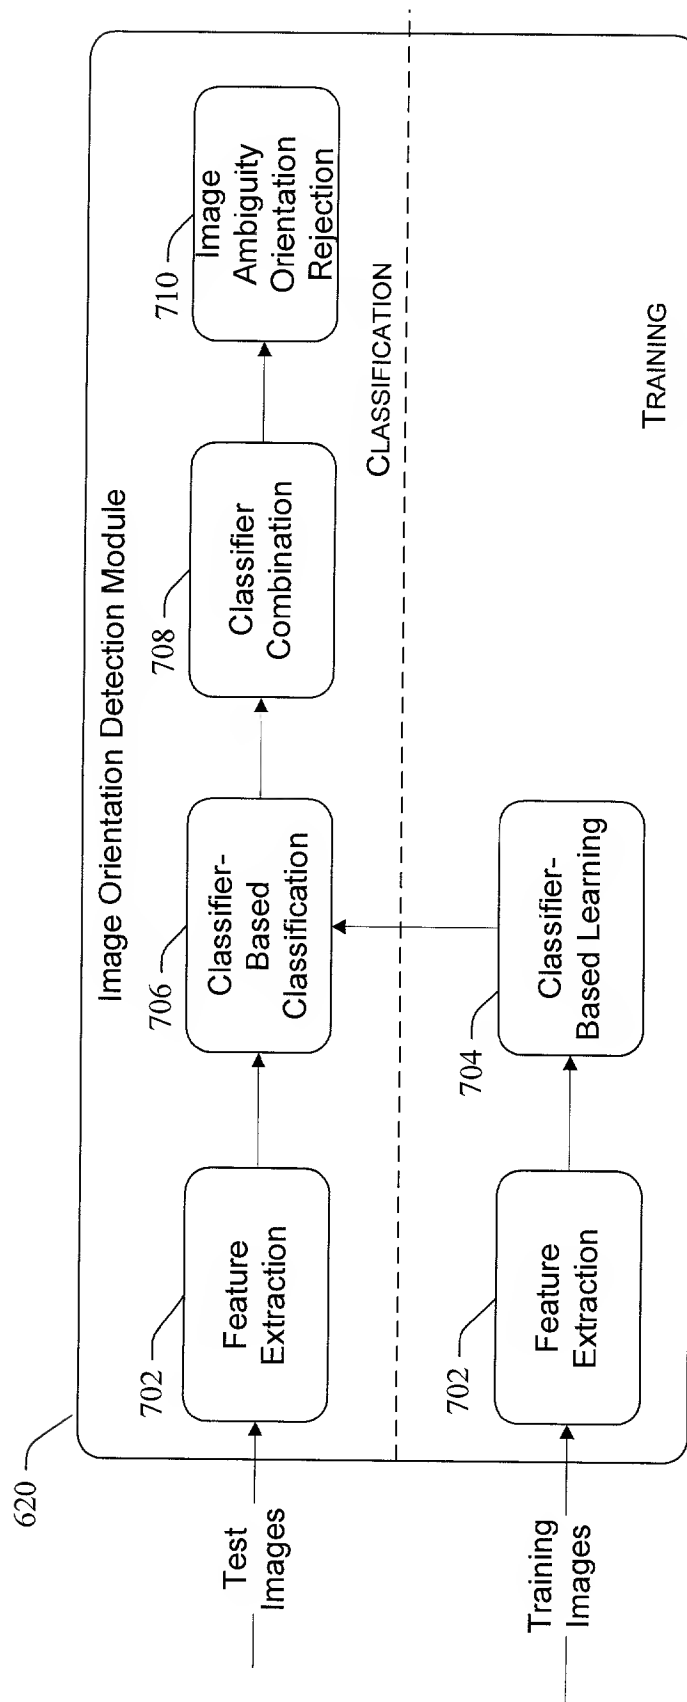 620
Image Orientation Detection Module
Test
Images
702
Feature
Extraction
706
Classifier-
Based
Classification
708
Classifier
Combination
710
Image
Ambiguity
Orientation
Rejection
CLASSIFICATION
Training
Images
702
Feature
Extraction
704
Classifier-
Based Learning
TRAINING